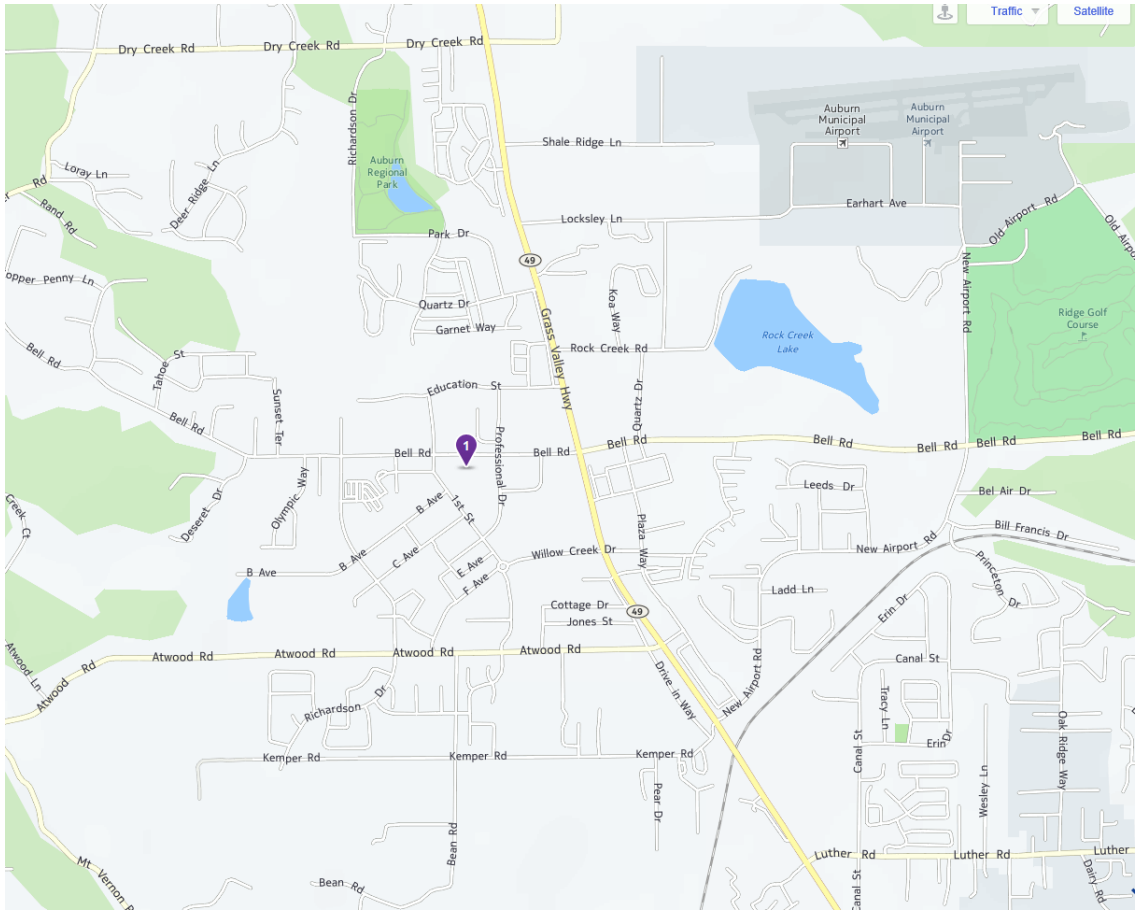 Traffic
Satellite
Dry Creek Rd
Dry Creek Rd
Dry Creek Rd
Richardson Dr
Auburn
Municipal
Airport
Auburn
Municipal
Airport
Shale Ridge Ln
Auburn
Regional
Park
Loray Ln
Deer Ridge Ln
Rand Rd
er Rd
Earhart Ave
Locksley Ln
Old Airport Rd
Old Airpo
Park Dr
New Airport Rd
49
opper Penny Ln
Quartz Dr
Koa Way
Garnet Way
Grass Valley Hwy
Ridge Golf
Course
Rock Creek
Lake
Rock Creek Rd
Bell Rd
Tahoe St
Education St
Sunset Ter
Quartz Dr
Bell Rd
Professional Dr
1
Bell Rd
Bell Rd
Bell Rd
Bell Rd
Bell Rd
Bell Rd
Olympic Way
Deseret Dr
Creek Ct
B Ave
1st St
Leeds Dr
Bel Air Dr
Plaza Way
Bill Francis Dr
New Airport Rd
Willow Creek Dr
B Ave
C Ave
E Ave
F Ave
B Ave
Princeton Dr
Ladd Ln
Erin Dr
Cottage Dr
Jones St
49
Atwood Rd
Atwood Rd
Atwood Rd
Atwood Rd
Atwood Rd
Atwood Ln
Canal St
Drive in Way
New Airport Rd
Tracy Ln
Richardson Dr
Erin Dr
Oak Ridge Way
Canal St
Kemper Rd
Kemper Rd
Kemper Rd
Pear Dr
Wesley Ln
Bean Rd
Luther Rd
Luther Rd
Luther
Mt Vernon R
Bean Rd
Canal St
Dairy Rd